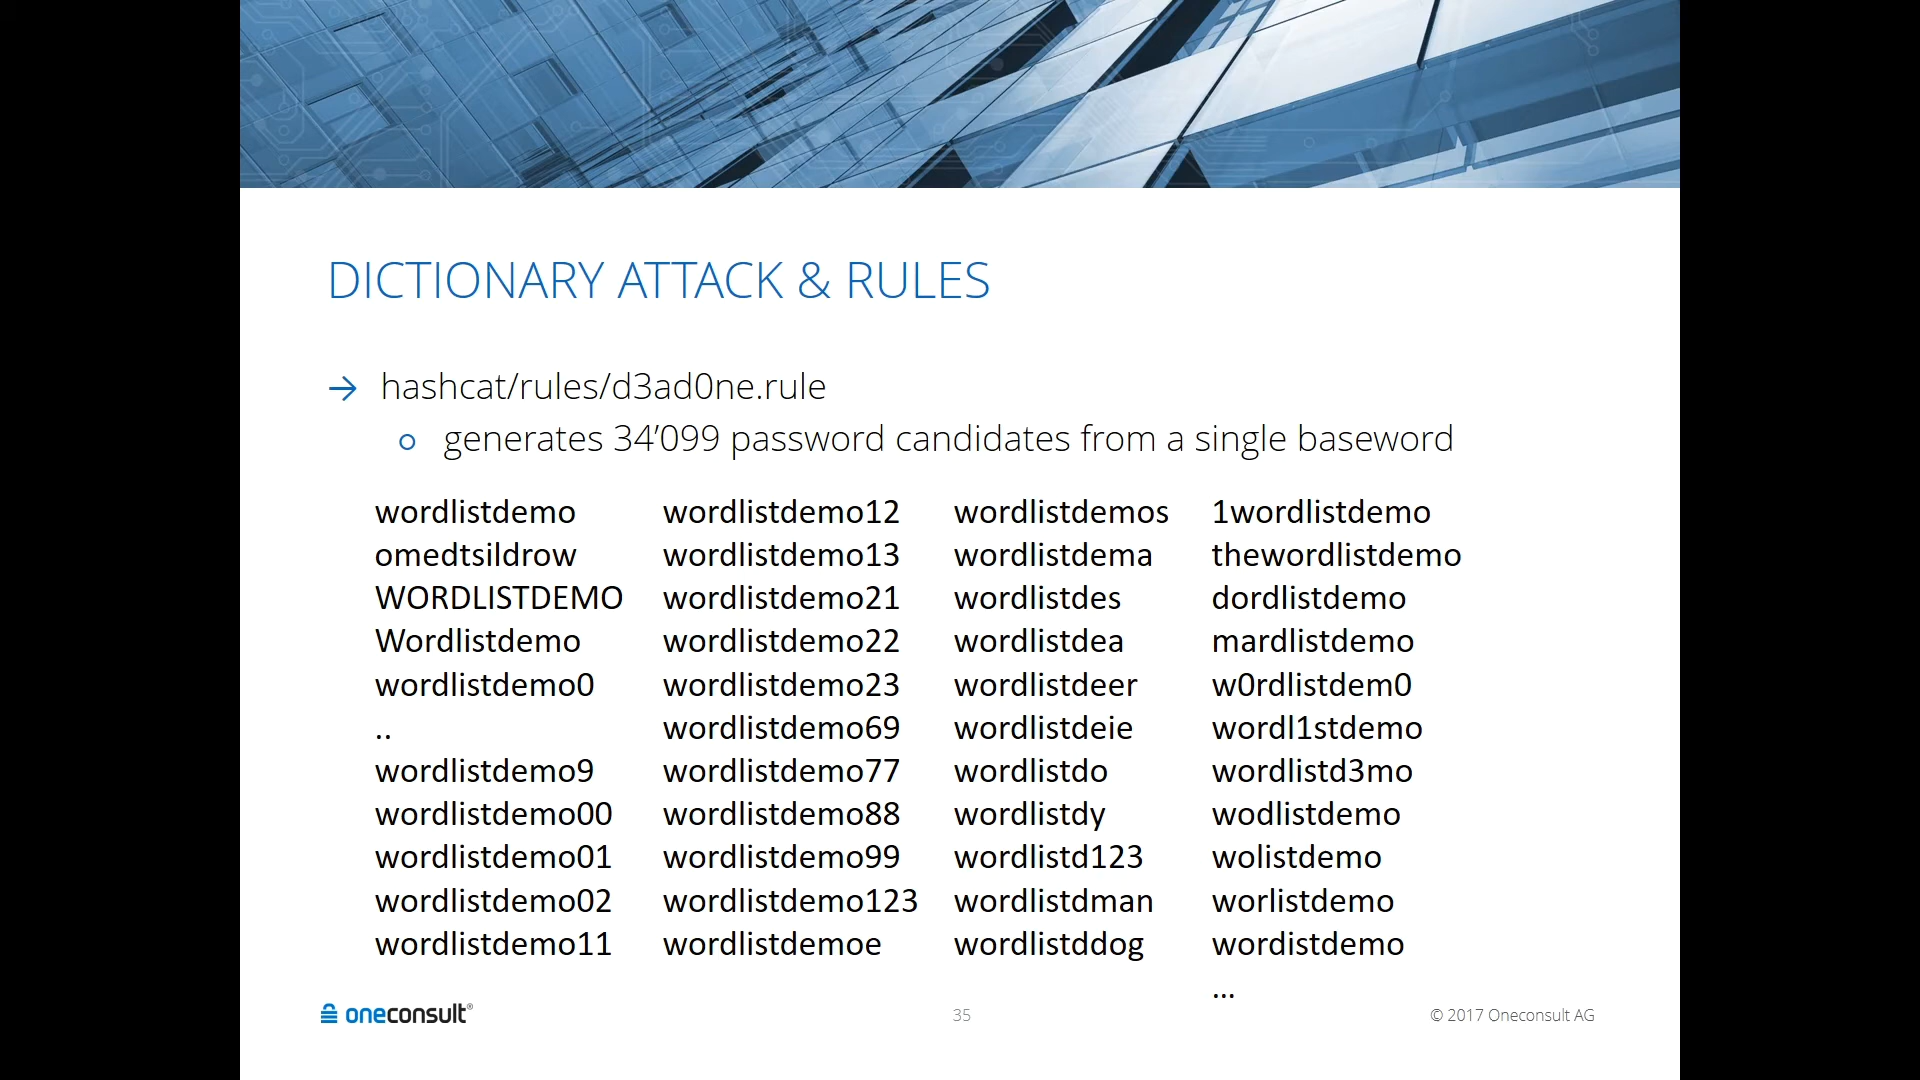 DICTIONARY ATTACK & RULES
→ hashcat/rules/d3ad0ne.rule
generates 34’099 password candidates from a single baseword
wordlistdemo
omedtsildrow
WORDLISTDEMO
Wordlistdemo
wordlistdemo0
..
wordlistdemo9
wordlistdemo00
wordlistdemo01
wordlistdemo02
wordlistdemo11
wordlistdemo12
wordlistdemo13
wordlistdemo21
wordlistdemo22
wordlistdemo23
wordlistdemo69
wordlistdemo77
wordlistdemo88
wordlistdemo99
wordlistdemo123
wordlistdemoe
wordlistdemos
wordlistdema
wordlistdes
wordlistdea
wordlistdeer
wordlistdeie
wordlistdo
wordlistdy
wordlistd123
wordlistdman
wordlistddog
1wordlistdemo
thewordlistdemo
dordlistdemo
mardlistdemo
w0rdlistdem0
wordl1stdemo
wordlistd3mo
wodlistdemo
wolistdemo
worlistdemo
wordistdemo
...
oneconsult®
35
© 2017 Oneconsult AG